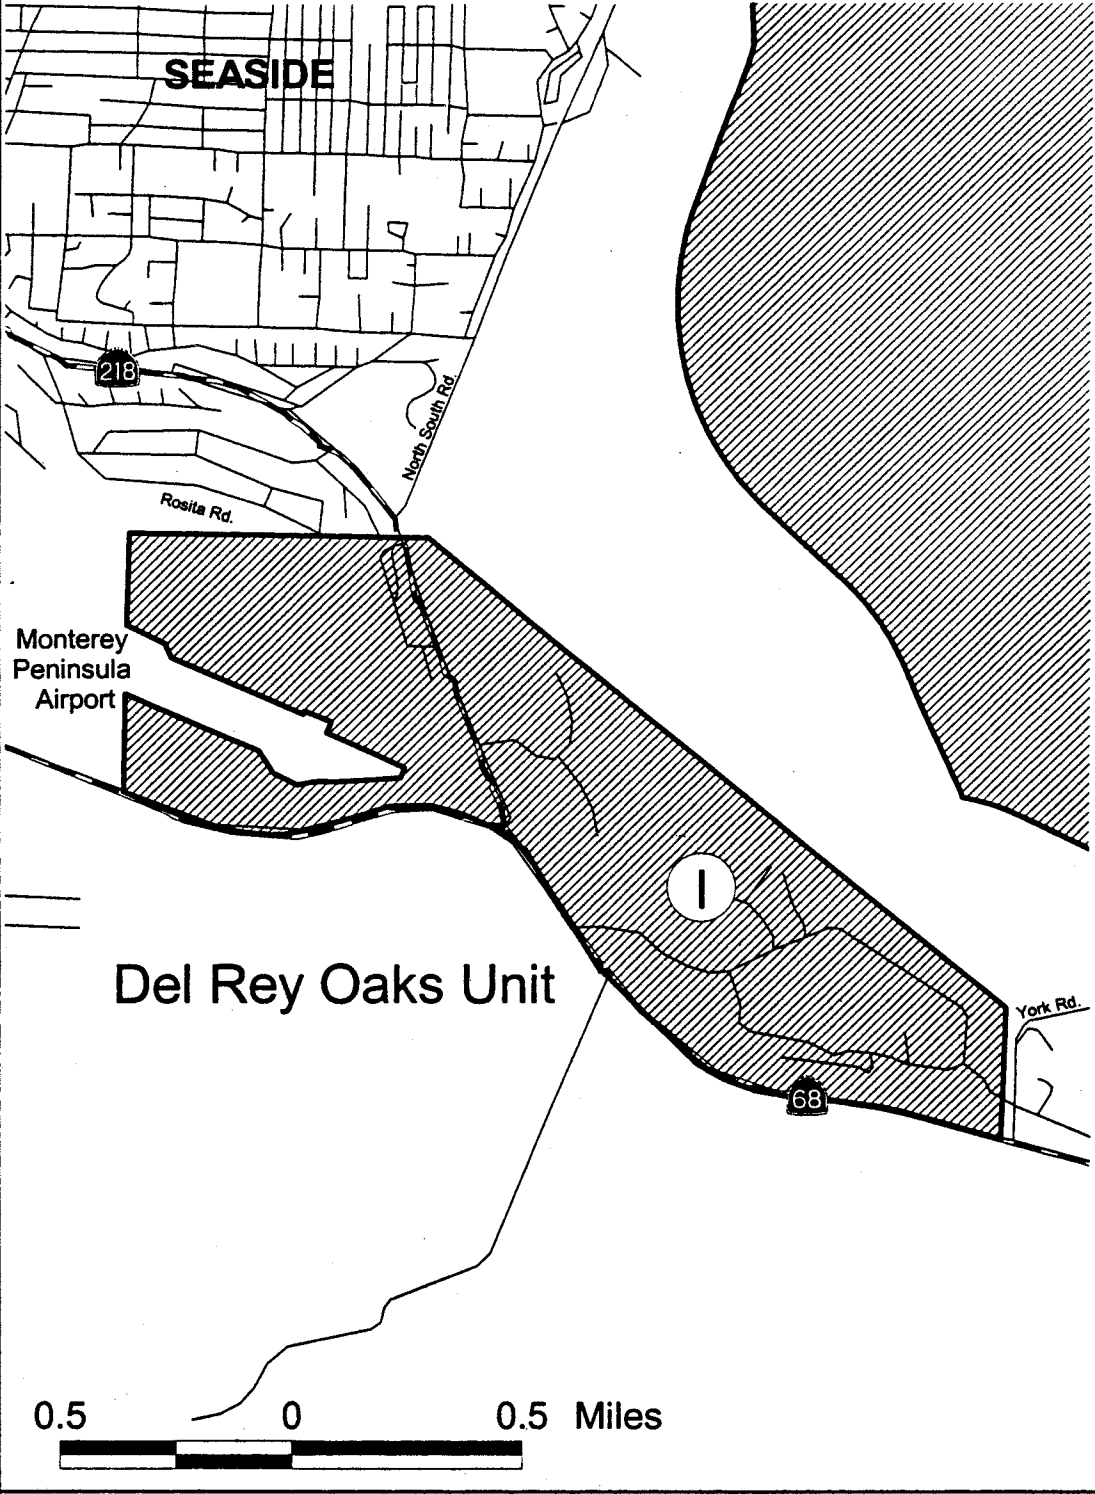 SEASIDE
218
North South Rd.
Rosita Rd.
Monterey
Peninsula
Airport
I
Del Rey Oaks Unit
York Rd.
68
0.5 0 0.5 Miles